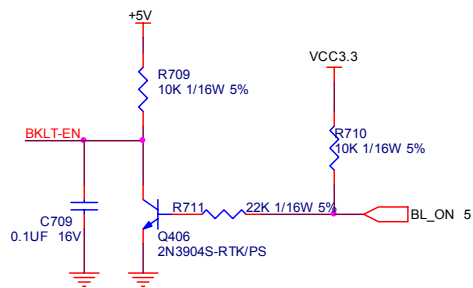 +5V
VCC3.3
R709
10K 1/16W 5%
R710
10K 1/16W 5%
BKLT-EN
R711
22K 1/16W 5%
BL_ON 5
C709
0.1UF 16V
Q406
2N3904S-RTK/PS